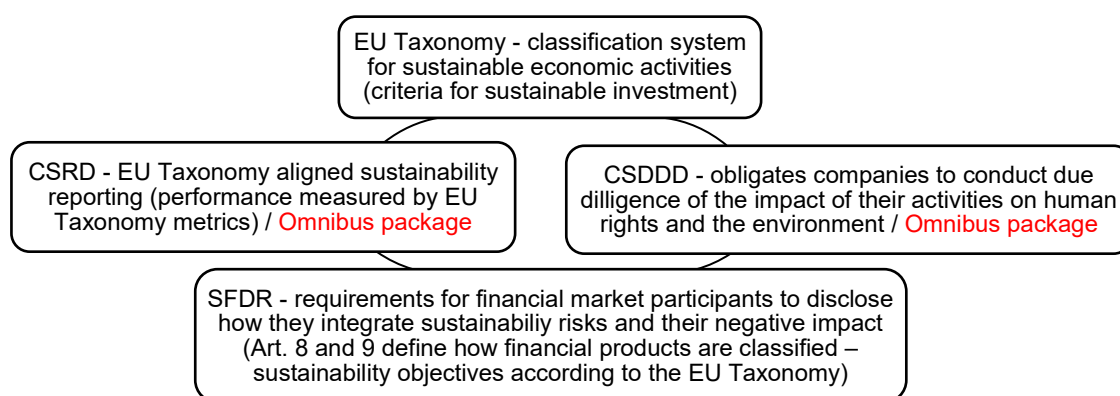 EU Taxonomy - classification system
for sustainable economic activities
(criteria for sustainable investment)
CSRD - EU Taxonomy aligned sustainability
reporting (performance measured by EU
Taxonomy metrics) / Omnibus package
CSDDD - obligates companies to conduct due
dilligence of the impact of their activities on human
rights and the environment / Omnibus package
SFDR - requirements for financial market participants to disclose
how they integrate sustainabiliy risks and their negative impact
(Art. 8 and 9 define how financial products are classified –
sustainability objectives according to the EU Taxonomy)